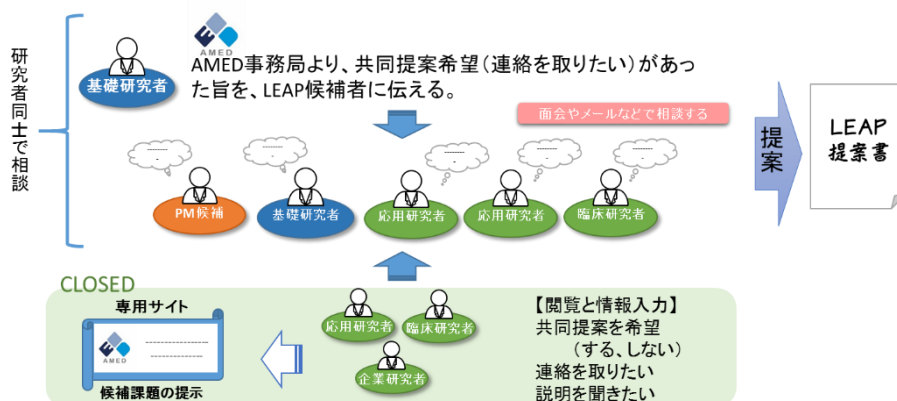 研究者同士で相談
AMED
基礎研究者
AMED事務局より、共同提案希望(連絡を取りたい)があっ
た旨を、LEAP候補者に伝える。
面会やメールなどで相談する
提案
LEAP
提案書
PM候補
基礎研究者
応用研究者
応用研究者
臨床研究者
CLOSED
専用サイト
AMED
候補課題の提示
応用研究者
臨床研究者
企業研究者
【閲覧と情報入力】
共同提案を希望
(する、しない)
連絡を取りたい
説明を聞きたい